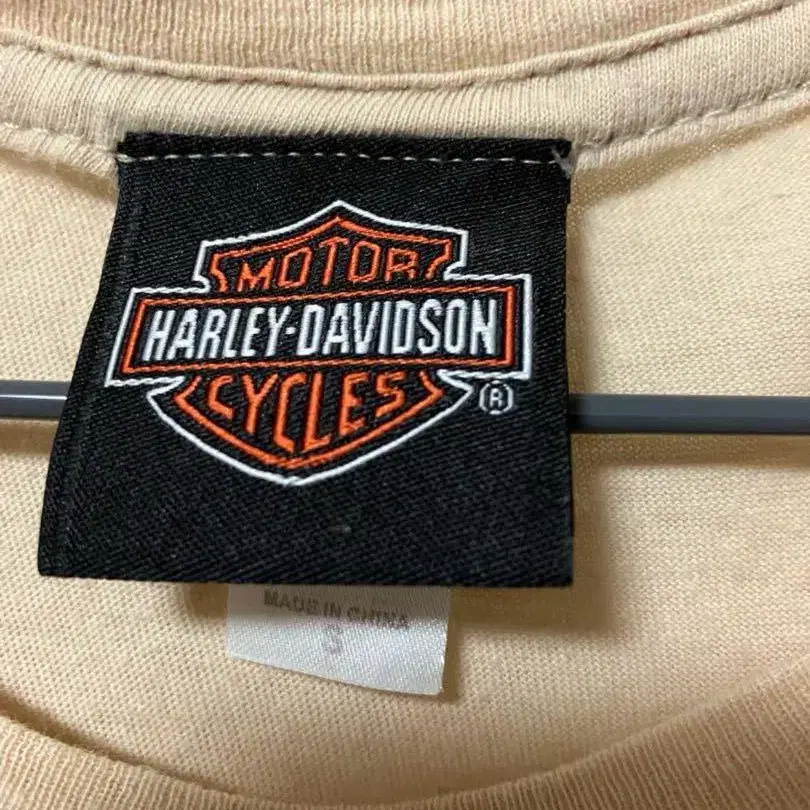 MOTOR
HARLEY-DAVIDSON
CYCLES
®
MADE IN CHINA
S